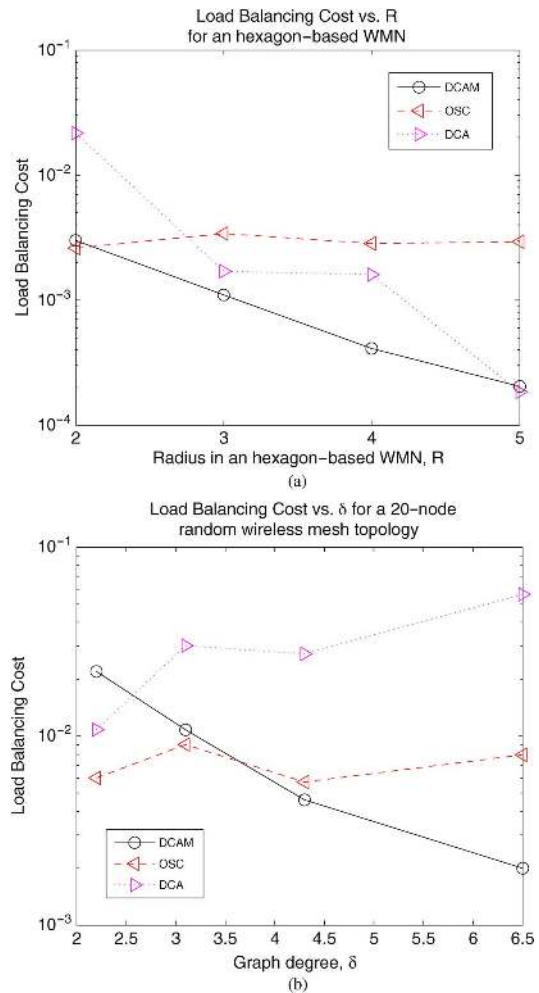 Load Balancing Cost vs. R
for an hexagon-based WMN
10^-1
10^-2
10^-3
10^-4
Load Balancing Cost
DCAM
OSC
DCA
2 3 4 5
Radius in an hexagon-based WMN, R
(a)
Load Balancing Cost vs. δ for a 20-node
random wireless mesh topology
10^-1
10^-2
10^-3
Load Balancing Cost
DCAM
OSC
DCA
2 2.5 3 3.5 4 4.5 5 5.5 6 6.5
Graph degree, δ
(b)